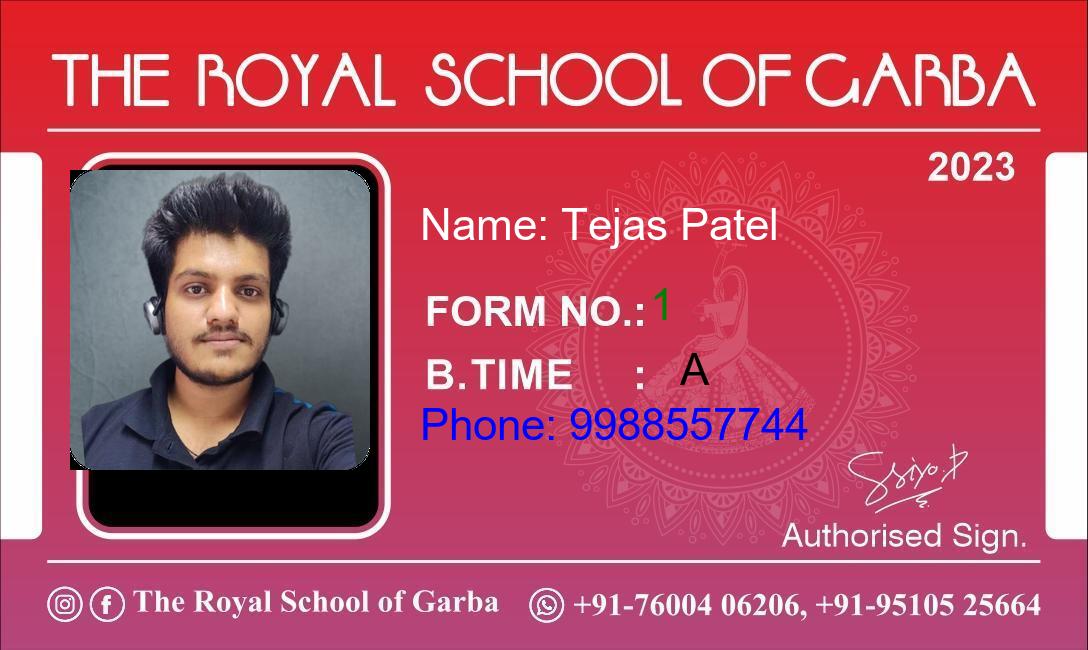 THE ROYAL SCHOOL OF GARBA
2023
Name: Tejas Patel
FORM NO.: 1
B.TIME : A
Phone: 9988557744
Authorised Sign.
The Royal School of Garba +91-76004 06206, +91-95105 25664